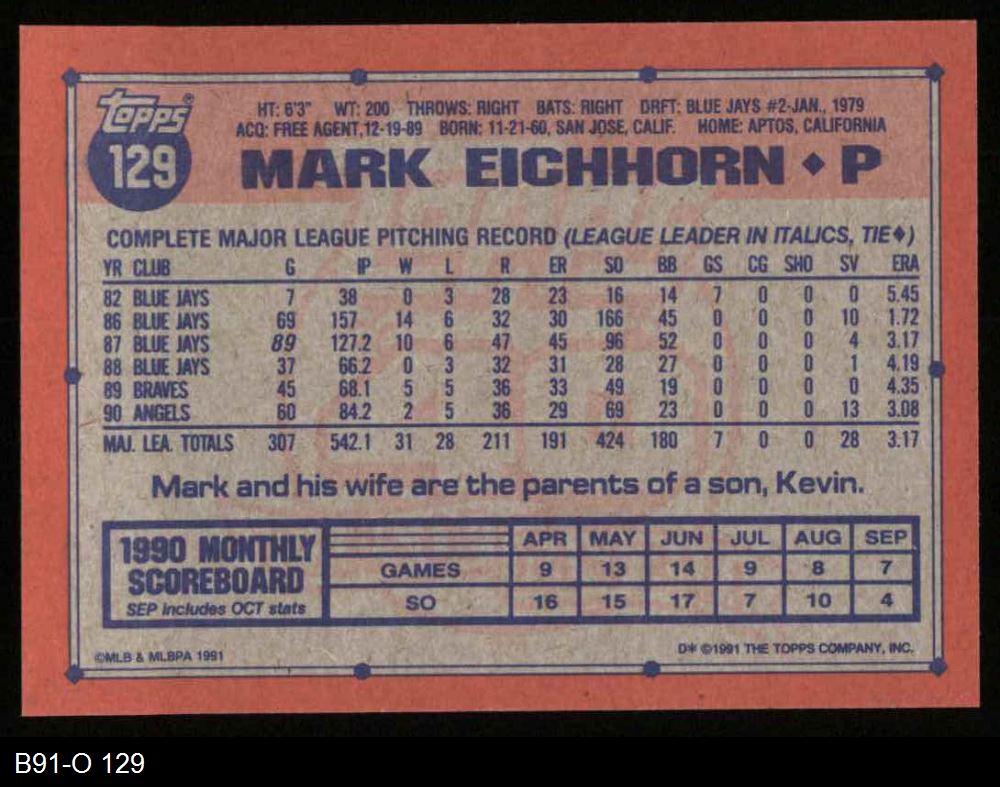 topps®
129
HT: 6'3" WT: 200 THROWS: RIGHT BATS: RIGHT DRFT: BLUE JAYS #2-JAN., 1979
ACQ: FREE AGENT,12-19-89 BORN: 11-21-60, SAN JOSE, CALIF. HOME: APTOS, CALIFORNIA
MARK EICHHORN ♦ P
COMPLETE MAJOR LEAGUE PITCHING RECORD (LEAGUE LEADER IN ITALICS, TIE♦)
YR CLUB G IP W L R ER SO BB GS CG SHO SV ERA
82 BLUE JAYS 7 38 0 3 28 23 16 14 7 0 0 0 5.45
86 BLUE JAYS 69 157 14 6 32 30 166 45 0 0 0 10 1.72
87 BLUE JAYS 89 127.2 10 6 47 45 96 52 0 0 0 4 3.17
88 BLUE JAYS 37 66.2 0 3 32 31 28 27 0 0 0 1 4.19
89 BRAVES 45 68.1 5 5 36 33 49 19 0 0 0 0 4.35
90 ANGELS 60 84.2 2 5 36 29 69 23 0 0 0 13 3.08
MAJ. LEA. TOTALS 307 542.1 31 28 211 191 424 180 7 0 0 28 3.17
Mark and his wife are the parents of a son, Kevin.
1990 MONTHLY
SCOREBOARD
SEP includes OCT stats
APR MAY JUN JUL AUG SEP
GAMES 9 13 14 9 8 7
SO 16 15 17 7 10 4
©MLB & MLBPA 1991
D* ©1991 THE TOPPS COMPANY, INC.
B91-O 129